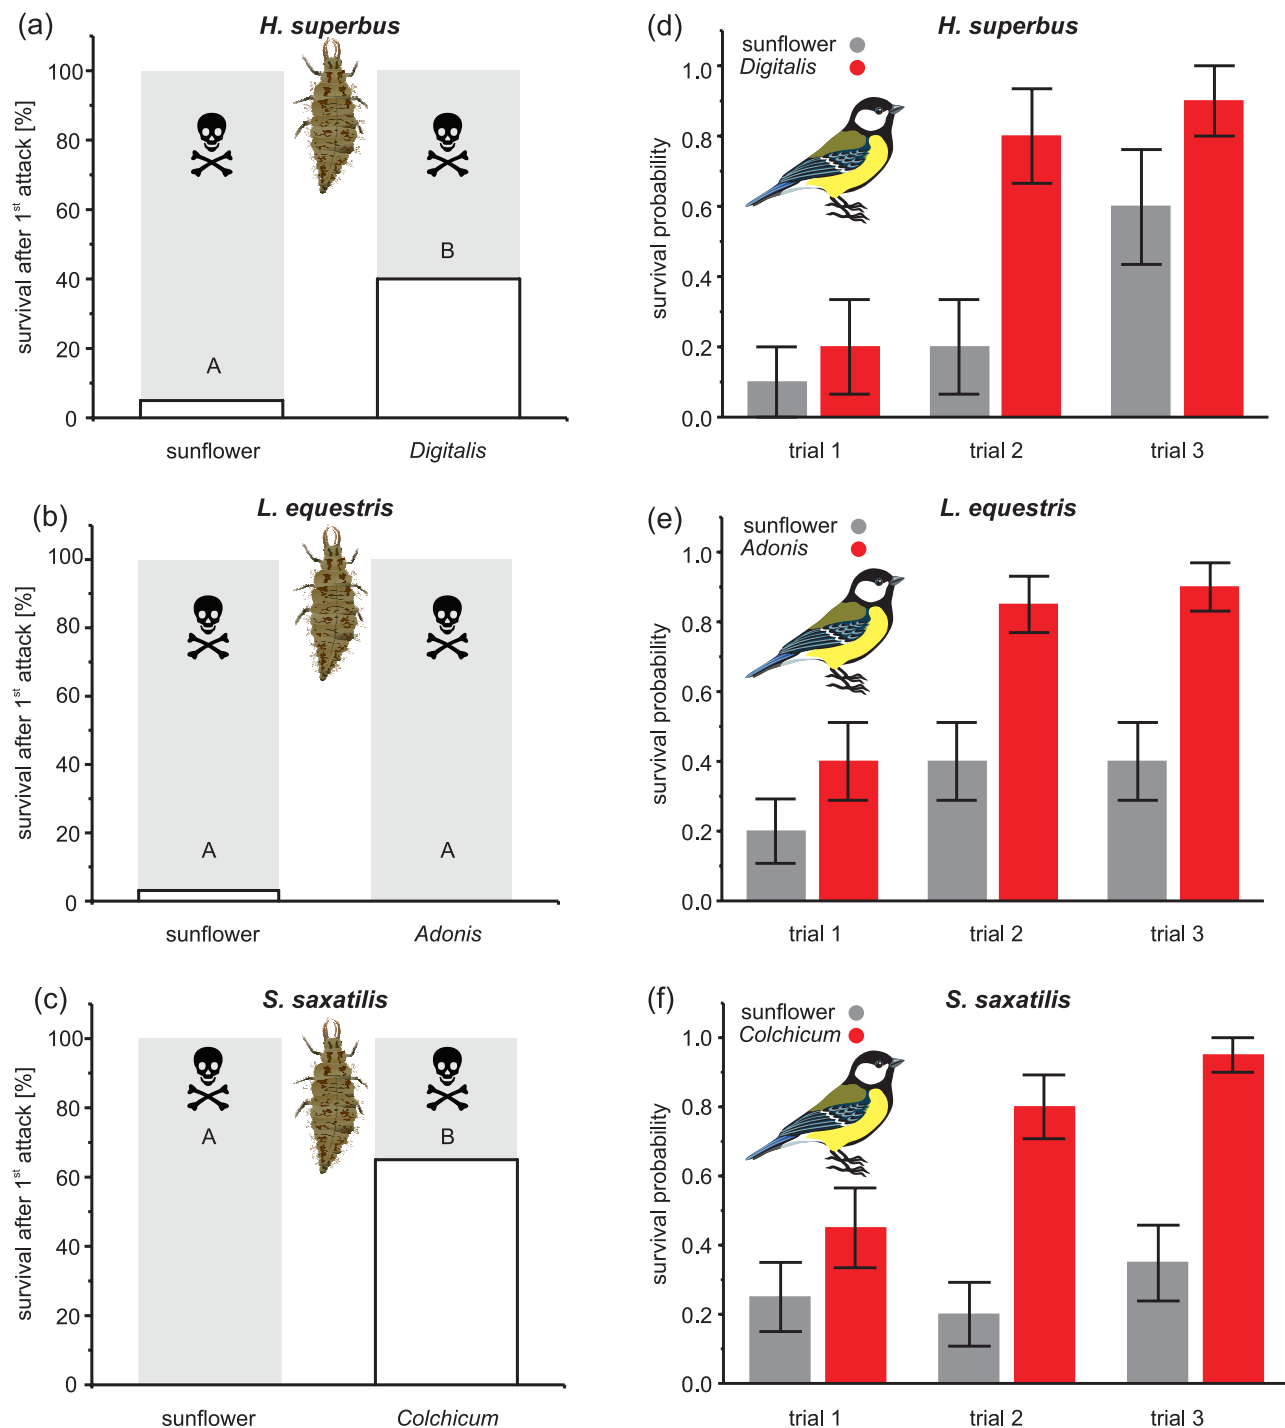 (a)
H. superbus
survival after 1st attack [%]
100
80
60
40
20
0
A
B
sunflower
Digitalis
(d)
H. superbus
sunflower
Digitalis
survival probability
1.0
0.8
0.6
0.4
0.2
0.0
trial 1
trial 2
trial 3
(b)
L. equestris
survival after 1st attack [%]
100
80
60
40
20
0
A
A
sunflower
Adonis
(e)
L. equestris
sunflower
Adonis
survival probability
1.0
0.8
0.6
0.4
0.2
0.0
trial 1
trial 2
trial 3
(c)
S. saxatilis
survival after 1st attack [%]
100
80
60
40
20
0
A
B
sunflower
Colchicum
(f)
S. saxatilis
sunflower
Colchicum
survival probability
1.0
0.8
0.6
0.4
0.2
0.0
trial 1
trial 2
trial 3